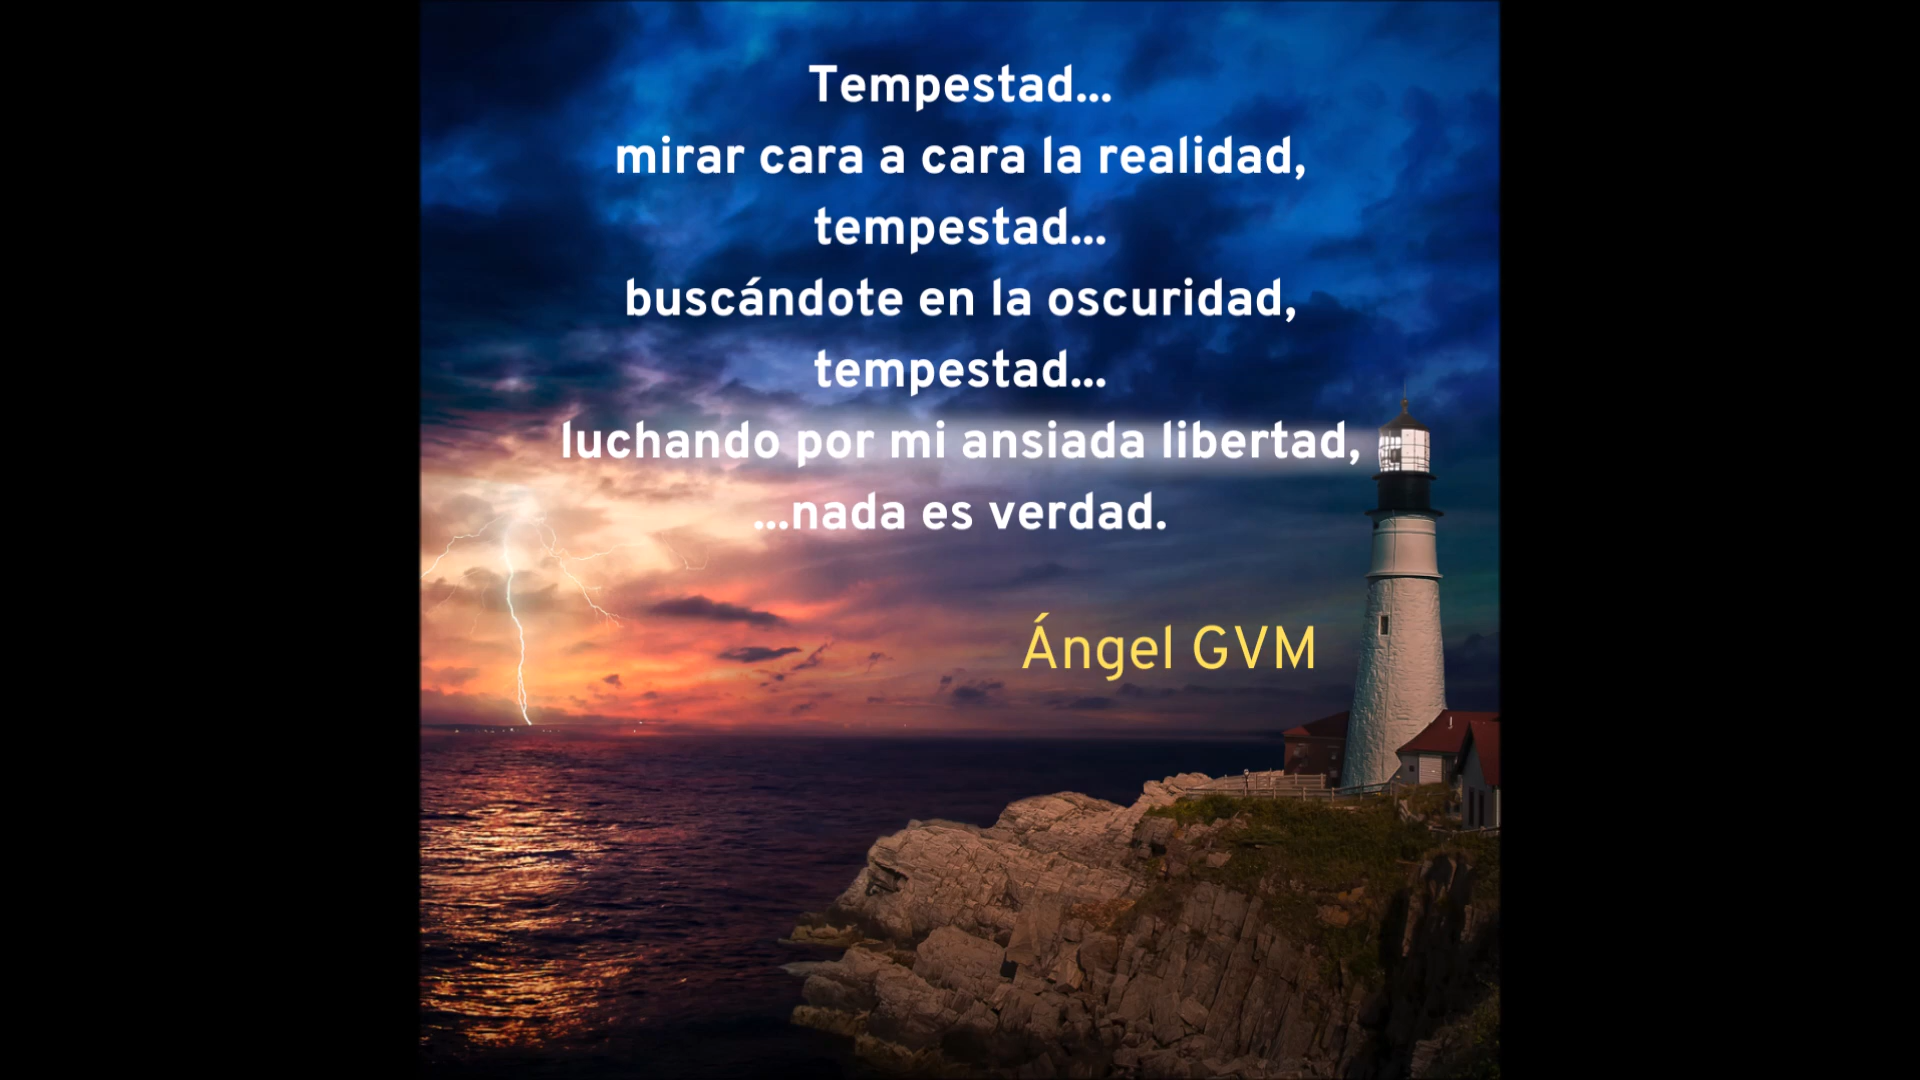 Tempestad...
mirar cara a cara la realidad,
tempestad...
buscándote en la oscuridad,
tempestad...
luchando por mi ansiada libertad,
...nada es verdad.
Ángel GVM